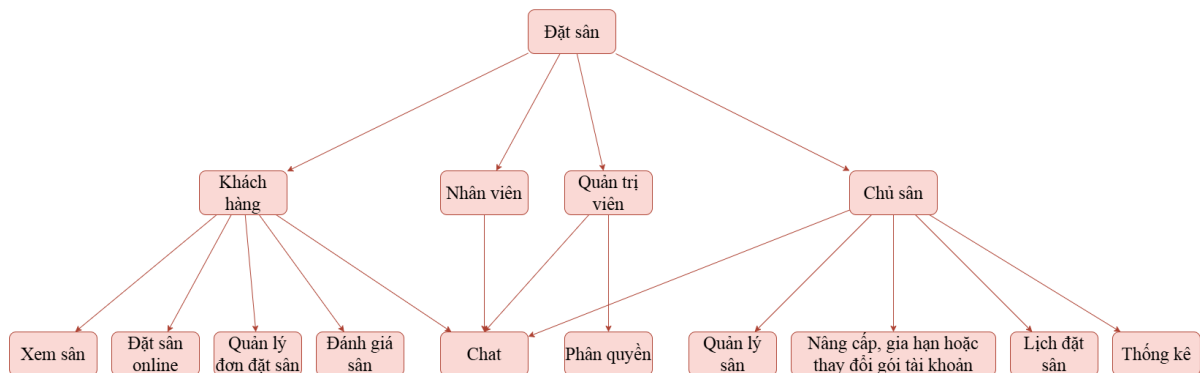 Đặt sân
Khách
hàng
Nhân viên
Quản trị
viên
Chủ sân
Xem sân
Đặt sân
online
Quản lý
đơn đặt sân
Đánh giá
sân
Chat
Phân quyền
Quản lý
sân
Nâng cấp, gia hạn hoặc
thay đổi gói tài khoản
Lịch đặt
sân
Thống kê